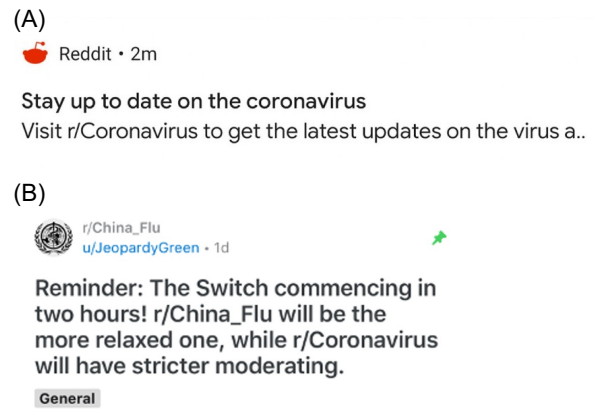 (A)
Reddit • 2m
Stay up to date on the coronavirus
Visit r/Coronavirus to get the latest updates on the virus a..
(B)
r/China_Flu
u/JeopardyGreen • 1d
Reminder: The Switch commencing in
two hours! r/China_Flu will be the
more relaxed one, while r/Coronavirus
will have stricter moderating.
General